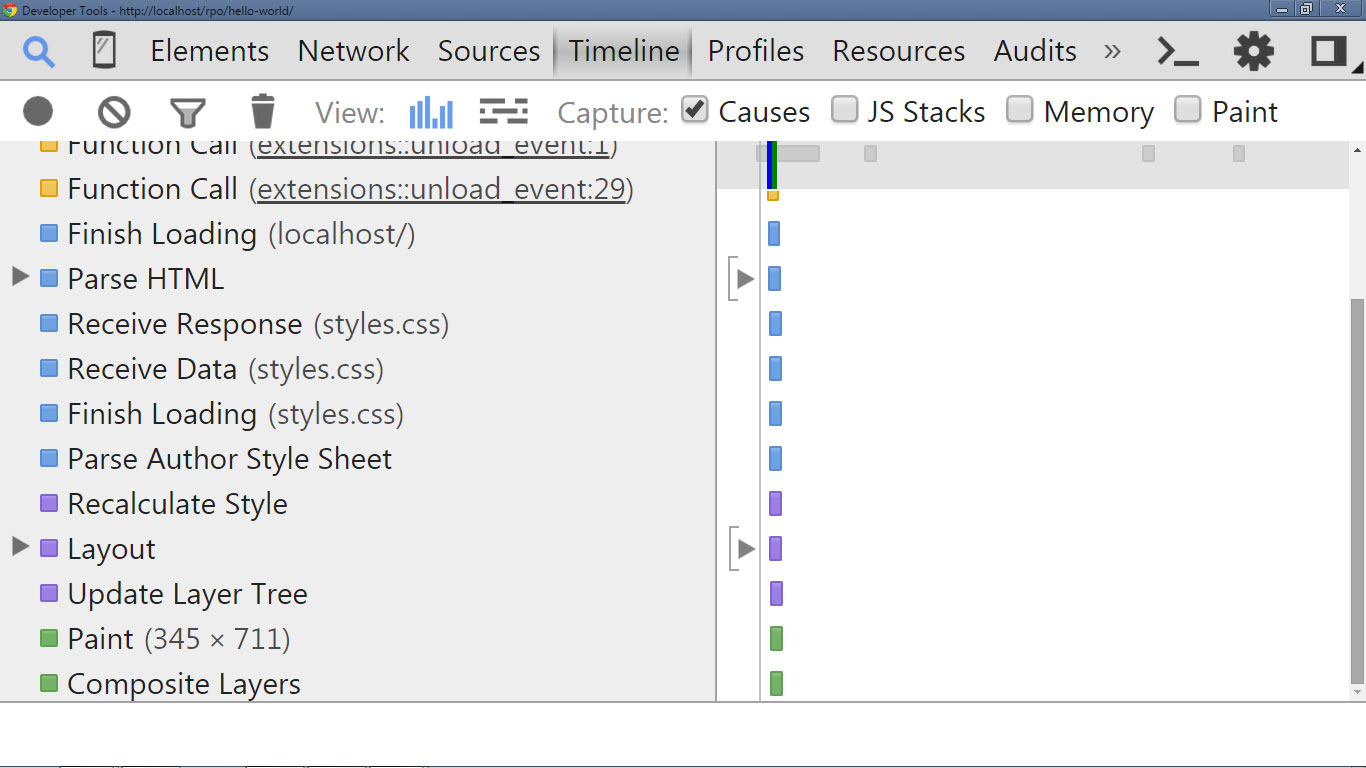 Developer Tools - http://localhost/rpo/hello-world/
Elements Network Sources Timeline Profiles Resources Audits »
View: Capture: Causes JS Stacks Memory Paint
Function Call (extensions::unload_event:1)
Function Call (extensions::unload_event:29)
Finish Loading (localhost/)
Parse HTML
Receive Response (styles.css)
Receive Data (styles.css)
Finish Loading (styles.css)
Parse Author Style Sheet
Recalculate Style
Layout
Update Layer Tree
Paint (345 × 711)
Composite Layers